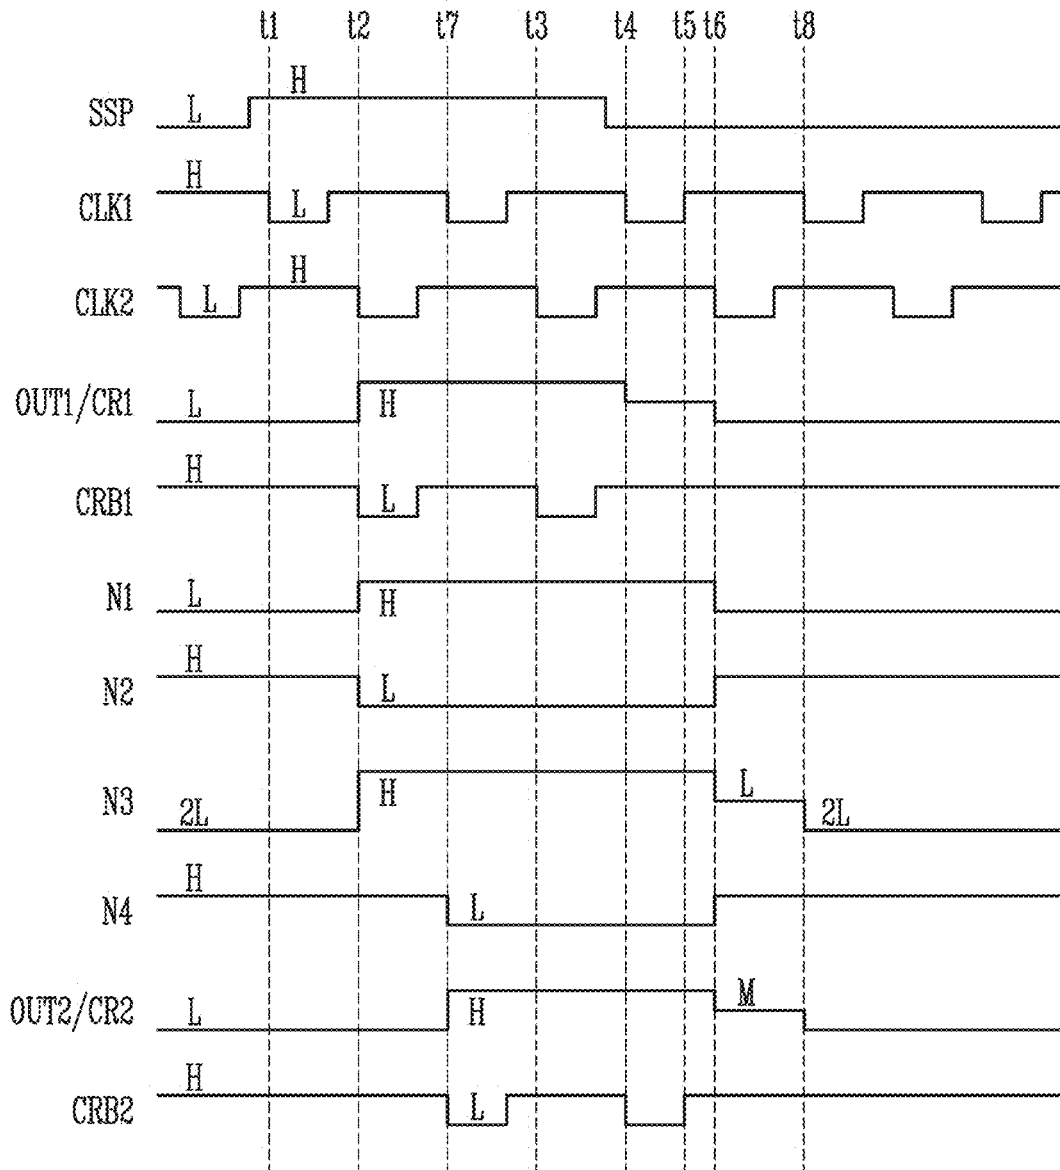 t1 t2 t7 t3 t4 t5 t6 t8
H
SSP L
H
CLK1 L
H
CLK2 L
OUT1/CR1 L H
H
CRB1 L
N1 L H
H
N2 L
N3 2L H L 2L
H
N4 L
M
OUT2/CR2 L H
H
CRB2 L